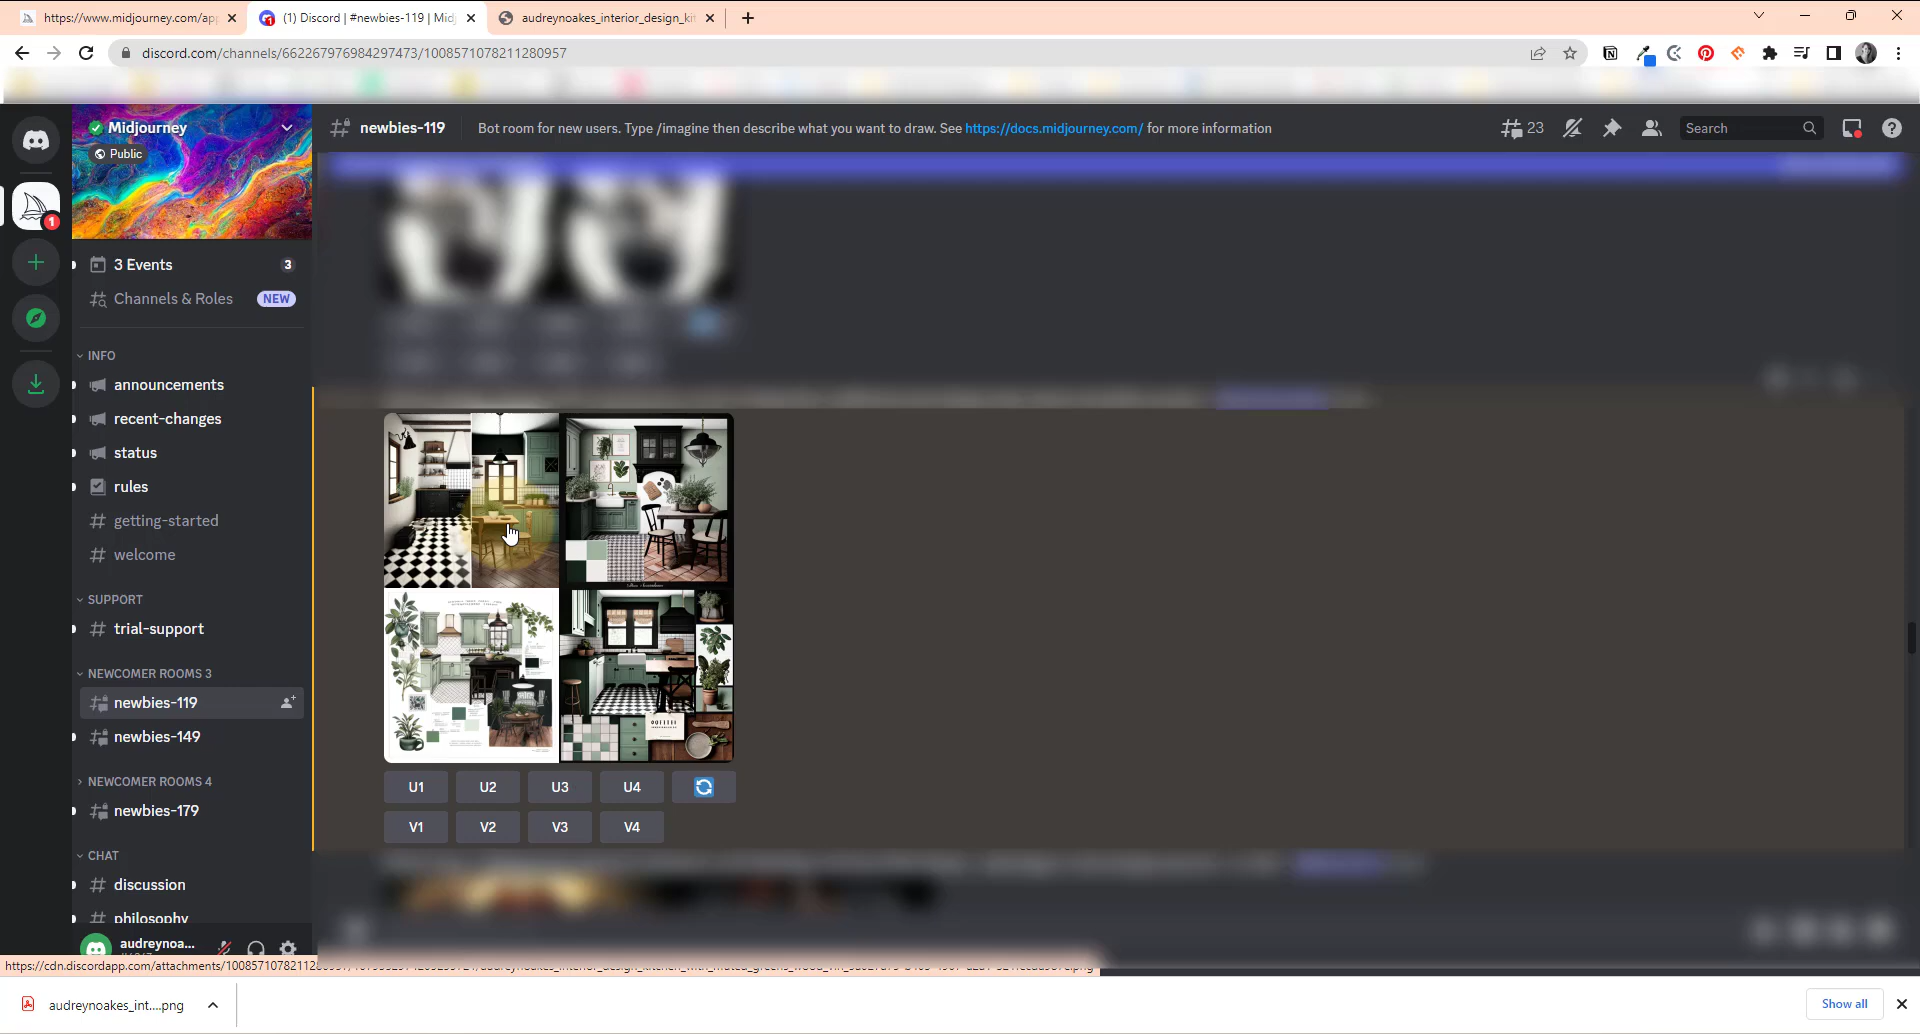 https://www.midjourney.com/app
(1) Discord | #newbies-119 | Midj
audreynoakes_interior_design_kit
discord.com/channels/662267976984297473/1008571078211280957
Midjourney
Public
3 Events
3
Channels & Roles
NEW
INFO
announcements
recent-changes
status
rules
getting-started
welcome
SUPPORT
trial-support
NEWCOMER ROOMS 3
newbies-119
newbies-149
NEWCOMER ROOMS 4
newbies-179
CHAT
discussion
philosophy
audreynoa...
1
newbies-119
Bot room for new users. Type /imagine then describe what you want to draw. See https://docs.midjourney.com/ for more information
23
Search
U1 U2 U3 U4
V1 V2 V3 V4
audreynoakes_int....png
Show all